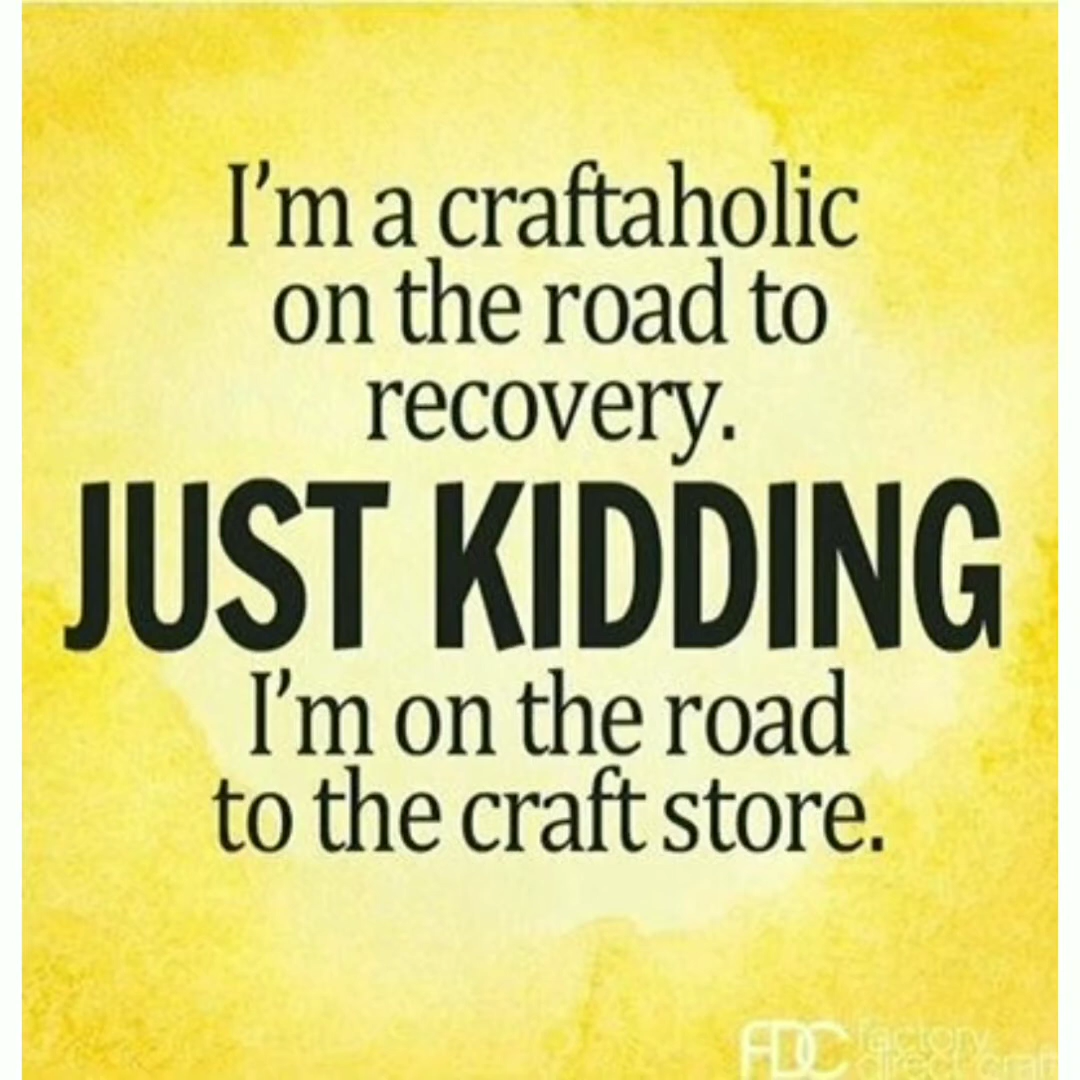 I'm a craftaholic
on the road to
recovery.
JUST KIDDING
I'm on the road
to the craft store.
FDC factory
direct craft